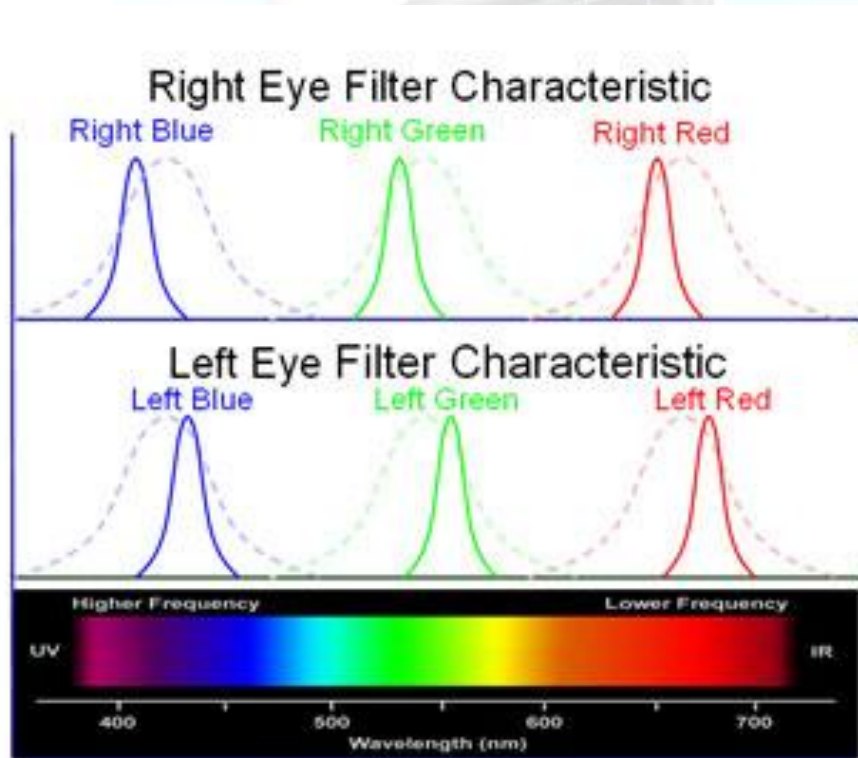 Right Eye Filter Characteristic
Right Blue Right Green Right Red
Left Eye Filter Characteristic
Left Blue Left Green Left Red
Higher Frequency Lower Frequency
UV IR
400 500 600 700
Wavelength (nm)